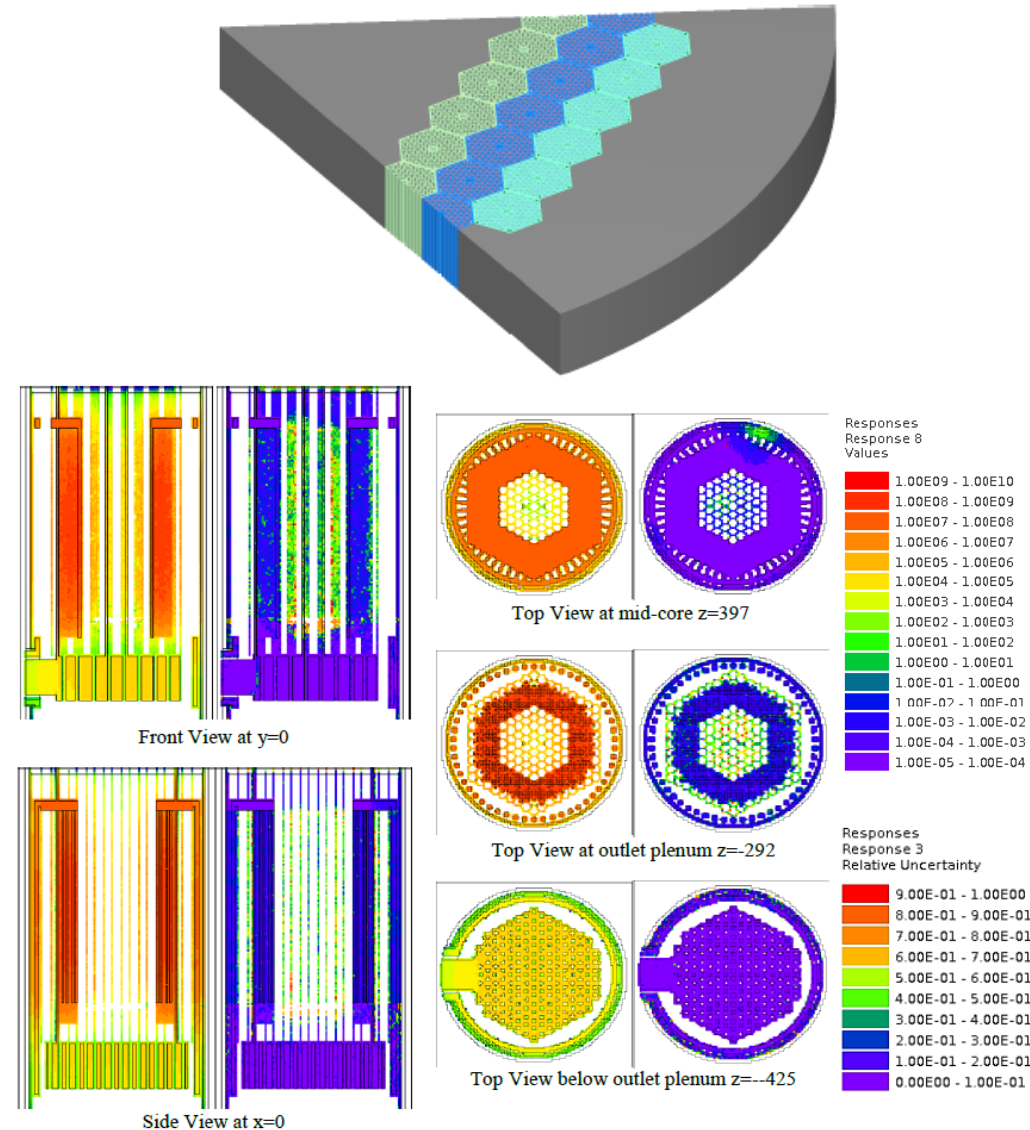 Responses
Response 8
Values
1.00E09 - 1.00E10
1.00E08 - 1.00E09
1.00E07 - 1.00E08
1.00E06 - 1.00E07
1.00E05 - 1.00E06
1.00E04 - 1.00E05
1.00E03 - 1.00E04
1.00E02 - 1.00E03
1.00E01 - 1.00E02
1.00E00 - 1.00E01
1.00E-01 - 1.00E00
1.00E-02 - 1.00E-01
1.00E-03 - 1.00E-02
1.00E-04 - 1.00E-03
1.00E-05 - 1.00E-04
Top View at mid-core z=397
Front View at y=0
Top View at outlet plenum z=-292
Responses
Response 3
Relative Uncertainty
9.00E-01 - 1.00E00
8.00E-01 - 9.00E-01
7.00E-01 - 8.00E-01
6.00E-01 - 7.00E-01
5.00E-01 - 6.00E-01
4.00E-01 - 5.00E-01
3.00E-01 - 4.00E-01
2.00E-01 - 3.00E-01
1.00E-01 - 2.00E-01
0.00E00 - 1.00E-01
Top View below outlet plenum z=--425
Side View at x=0